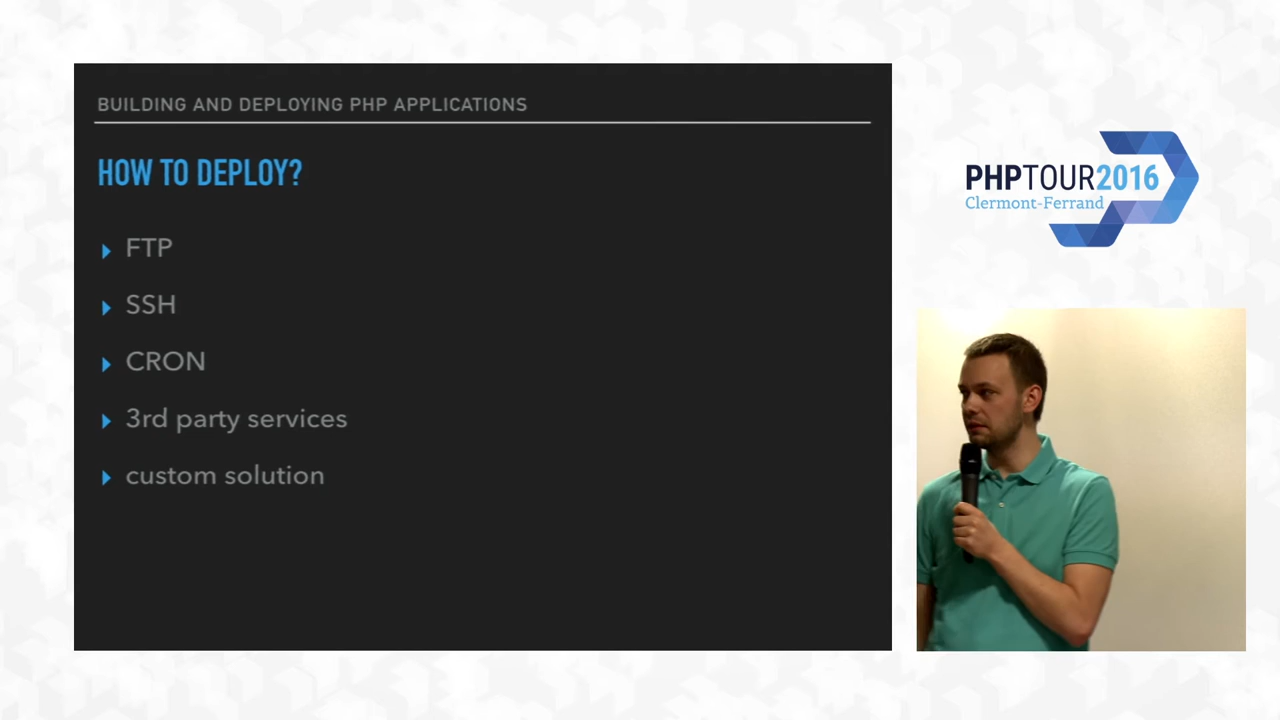 BUILDING AND DEPLOYING PHP APPLICATIONS
HOW TO DEPLOY?
FTP
SSH
CRON
3rd party services
custom solution
PHPTOUR2016
Clermont-Ferrand